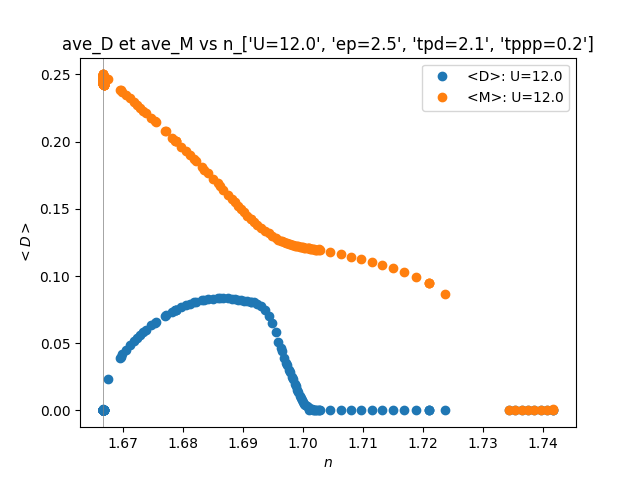 ave_D et ave_M vs n_['U=12.0', 'ep=2.5', 'tpd=2.1', 'tppp=0.2']
<D>: U=12.0
<M>: U=12.0
0.25
0.20
0.15
0.10
0.05
0.00
<D>
1.67 1.68 1.69 1.70 1.71 1.72 1.73 1.74
n